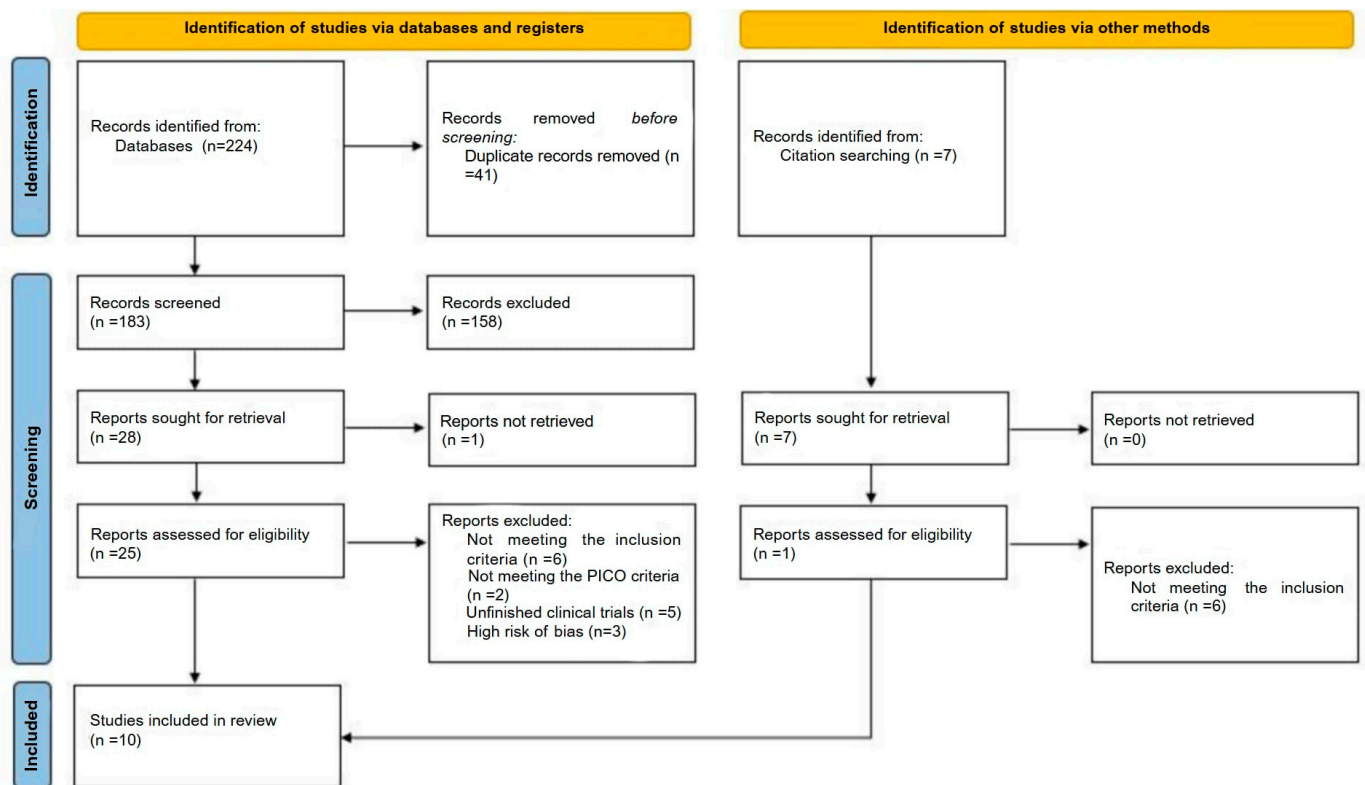 Identification of studies via databases and registers
Identification of studies via other methods
Identification
Records identified from:
Databases (n=224)
Records removed before
screening:
Duplicate records removed (n
=41)
Records identified from:
Citation searching (n =7)
Screening
Records screened
(n =183)
Records excluded
(n =158)
Reports sought for retrieval
(n =28)
Reports not retrieved
(n =1)
Reports sought for retrieval
(n =7)
Reports not retrieved
(n =0)
Reports assessed for eligibility
(n =25)
Reports excluded:
Not meeting the inclusion
criteria (n =6)
Not meeting the PICO criteria
(n =2)
Unfinished clinical trials (n =5)
High risk of bias (n=3)
Reports assessed for eligibility
(n =1)
Reports excluded:
Not meeting the inclusion
criteria (n =6)
Included
Studies included in review
(n =10)